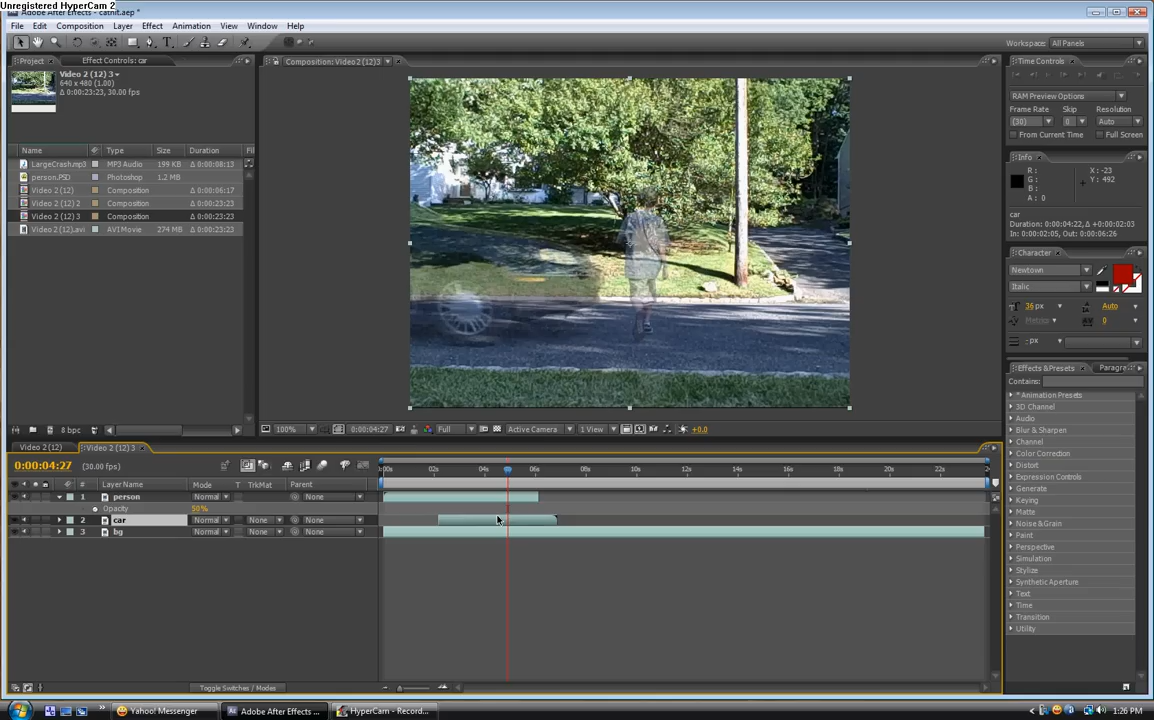 Unregistered HyperCam 2
Adobe After Effects - carhit.aep *
File Edit Composition Layer Effect Animation View Window Help
Workspace: All Panels
Project Effect Controls: car
Composition: Video 2 (12) 3
Time Controls
Video 2 (12) 3
640 x 480 (1.00)
Δ 0:00:23:23, 30.00 fps
RAM Preview Options
Frame Rate Skip Resolution
(30) 0 Auto
From Current Time Full Screen
Name Type Size Duration Fil
LargeCrash.mp3 MP3 Audio 199 KB Δ 0:00:08:13
person.PSD Photoshop 1.2 MB
Video 2 (12) Composition Δ 0:00:06:17
Video 2 (12) 2 Composition Δ 0:00:23:23
Video 2 (12) 3 Composition Δ 0:00:23:23
Video 2 (12).avi AVI Movie 274 MB Δ 0:00:23:23
Info
R : X : -23
G : Y : 492
B :
A : 0
car
Duration: 0:00:04:22, Δ +0:00:02:03
In: 0:00:02:05, Out: 0:00:06:26
Character
Newtown
Italic
36 px Auto
Metrics 0
- px
Effects & Presets Paragra
Contains:
* Animation Presets
3D Channel
Audio
Blur & Sharpen
Channel
Color Correction
Distort
Expression Controls
Generate
Keying
Matte
Noise & Grain
Paint
Perspective
Simulation
Stylize
Synthetic Aperture
Text
Time
Transition
Utility
8 bpc
100% 0:00:04:27 Full Active Camera 1 View +0.0
Video 2 (12) Video 2 (12) 3
0:00:04:27 (30.00 fps)
:00s 02s 04s 06s 08s 10s 12s 14s 16s 18s 20s 22s
# Layer Name Mode T TrkMat Parent
1 person Normal None
Opacity 50%
2 car Normal None None
3 bg Normal None None
Toggle Switches / Modes
Yahoo! Messenger Adobe After Effects ... HyperCam - Record... 1:26 PM